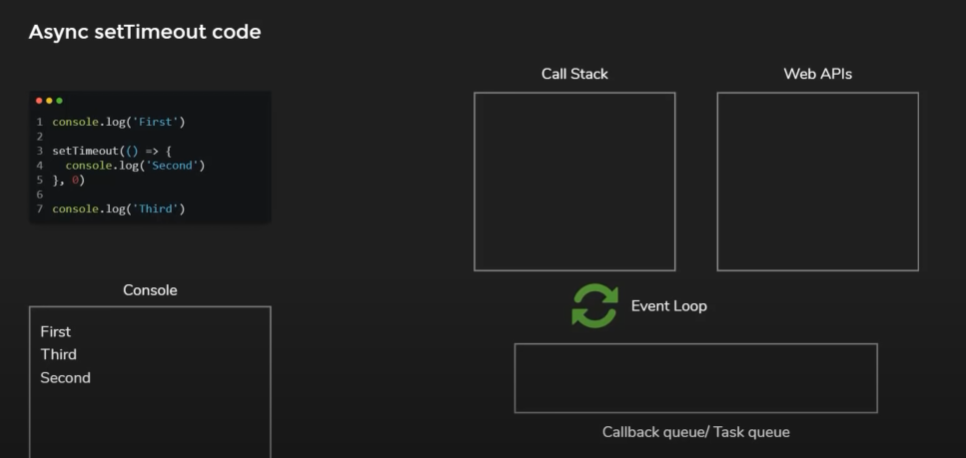 Async setTimeout code
Call Stack
Web APIs
1 console.log('First')
2
3 setTimeout(() => {
4   console.log('Second')
5 }, 0)
6
7 console.log('Third')
Console
First
Third
Second
Event Loop
Callback queue/ Task queue